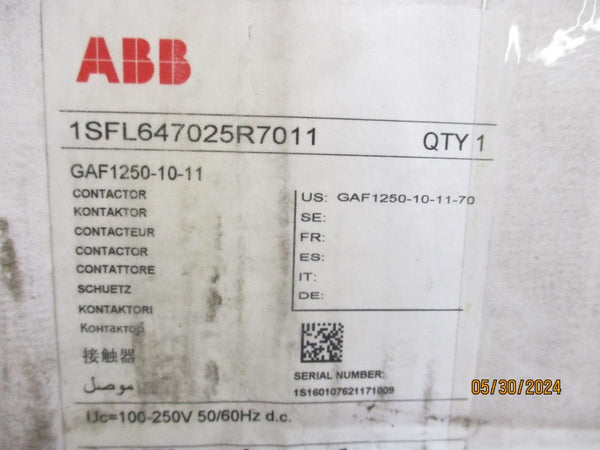 ABB
1SFL647025R7011 QTY 1
GAF1250-10-11
CONTACTOR
KONTAKTOR
CONTACTEUR
CONTACTOR
CONTATTORE
SCHUETZ
KONTAKTORI
Контактор
接触器
موصل
US: GAF1250-10-11-70
SE:
FR:
ES:
IT:
DE:
SERIAL NUMBER:
1S160107621171009
Uc=100-250V 50/60Hz d.c.
05/30/2024